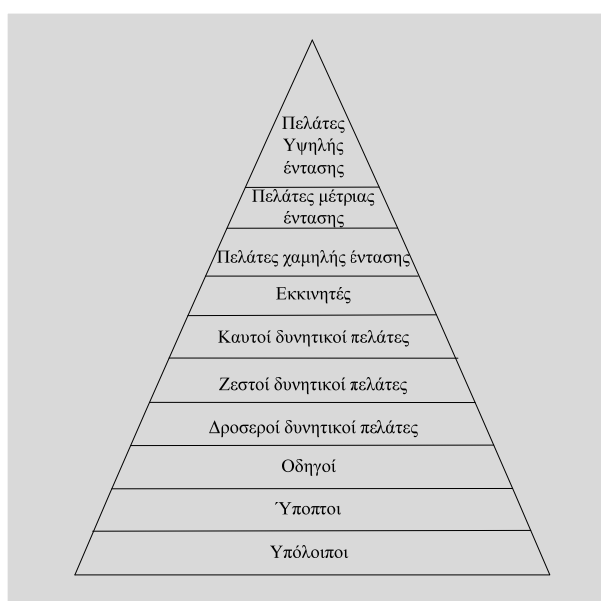 Πελάτες
Υψηλής
έντασης
Πελάτες μέτριας
έντασης
Πελάτες χαμηλής έντασης
Εκκινητές
Καυτοί δυνητικοί πελάτες
Ζεστοί δυνητικοί πελάτες
Δροσεροί δυνητικοί πελάτες
Οδηγοί
Ύποπτοι
Υπόλοιποι